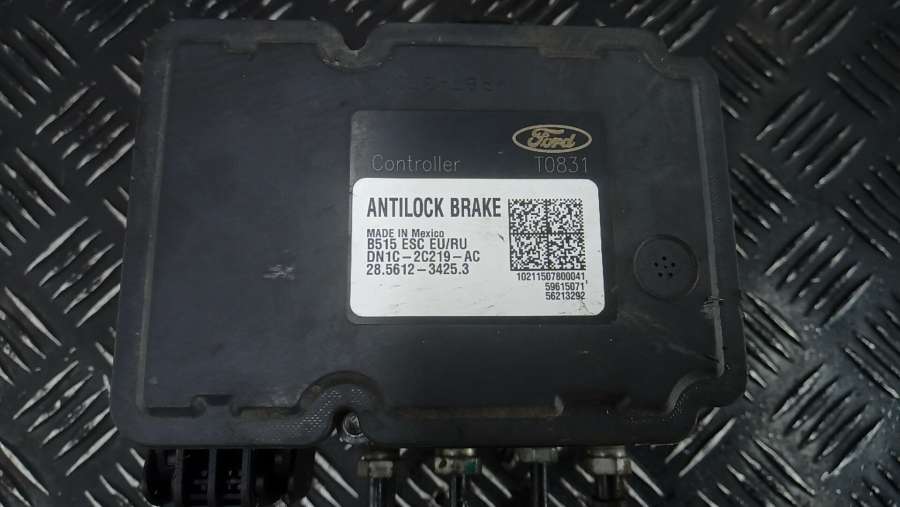 Ford
Controller T0831
ANTILOCK BRAKE
MADE IN Mexico
B515 ESC EU/RU
DN1C-2C219-AC
28.5612-3425.3
10211507800041
59615071
56213292